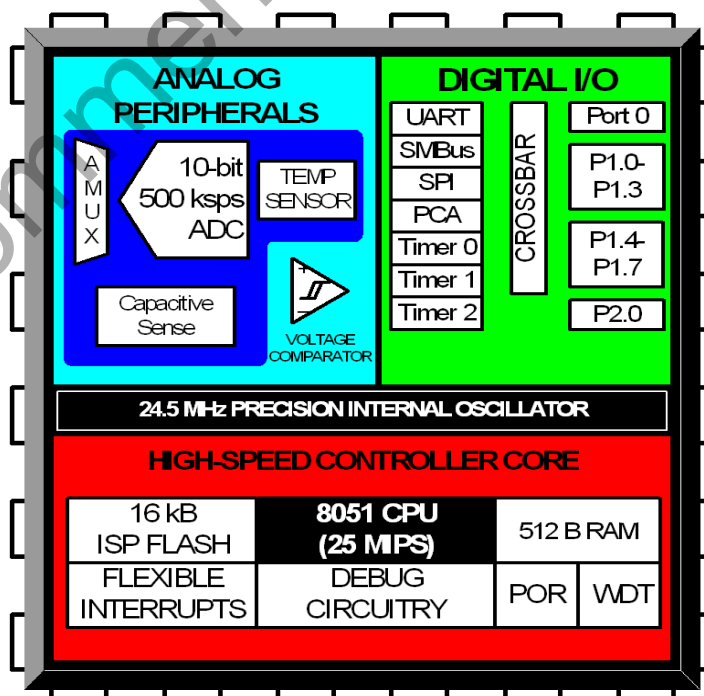 ANALOG
PERIPHERALS
A
M
U
X
10-bit
500 ksps
ADC
TEMP
SENSOR
Capacitive
Sense
+
–
VOLTAGE
COMPARATOR
DIGITAL I/O
UART
SMBus
SPI
PCA
Timer 0
Timer 1
Timer 2
CROSSBAR
Port 0
P1.0-
P1.3
P1.4-
P1.7
P2.0
24.5 MHz PRECISION INTERNAL OSCILLATOR
HIGH-SPEED CONTROLLER CORE
16 kB
ISP FLASH
8051 CPU
(25 MIPS)
512 B RAM
FLEXIBLE
INTERRUPTS
DEBUG
CIRCUITRY
POR
WDT